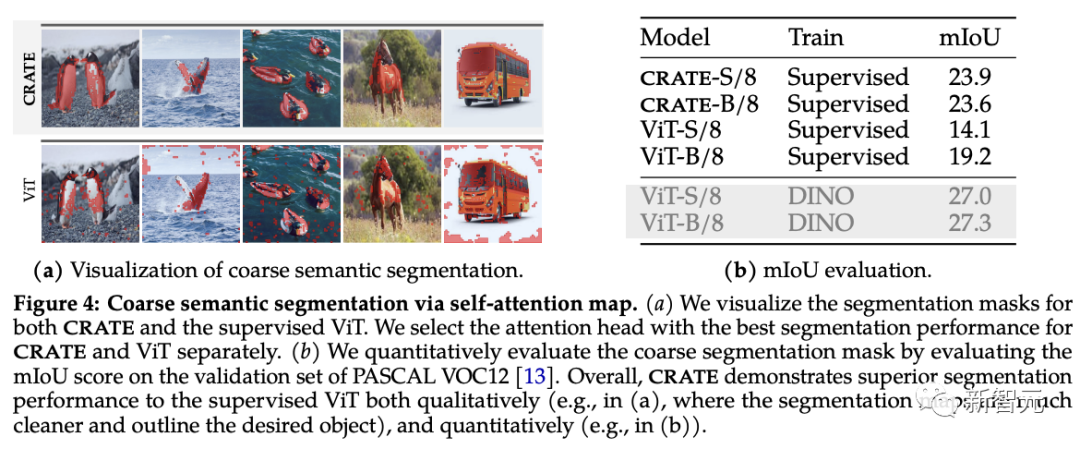 CRATE
ViT
(a) Visualization of coarse semantic segmentation.
Model Train mIoU
CRATE-S/8 Supervised 23.9
CRATE-B/8 Supervised 23.6
ViT-S/8 Supervised 14.1
ViT-B/8 Supervised 19.2
ViT-S/8 DINO 27.0
ViT-B/8 DINO 27.3
(b) mIoU evaluation.
Figure 4: Coarse semantic segmentation via self-attention map. (a) We visualize the segmentation masks for
both CRATE and the supervised ViT. We select the attention head with the best segmentation performance for
CRATE and ViT separately. (b) We quantitatively evaluate the coarse segmentation mask by evaluating the
mIoU score on the validation set of PASCAL VOC12 [13]. Overall, CRATE demonstrates superior segmentation
performance to the supervised ViT both qualitatively (e.g., in (a), where the segmentation much
cleaner and outline the desired object), and quantitatively (e.g., in (b)).
新智元